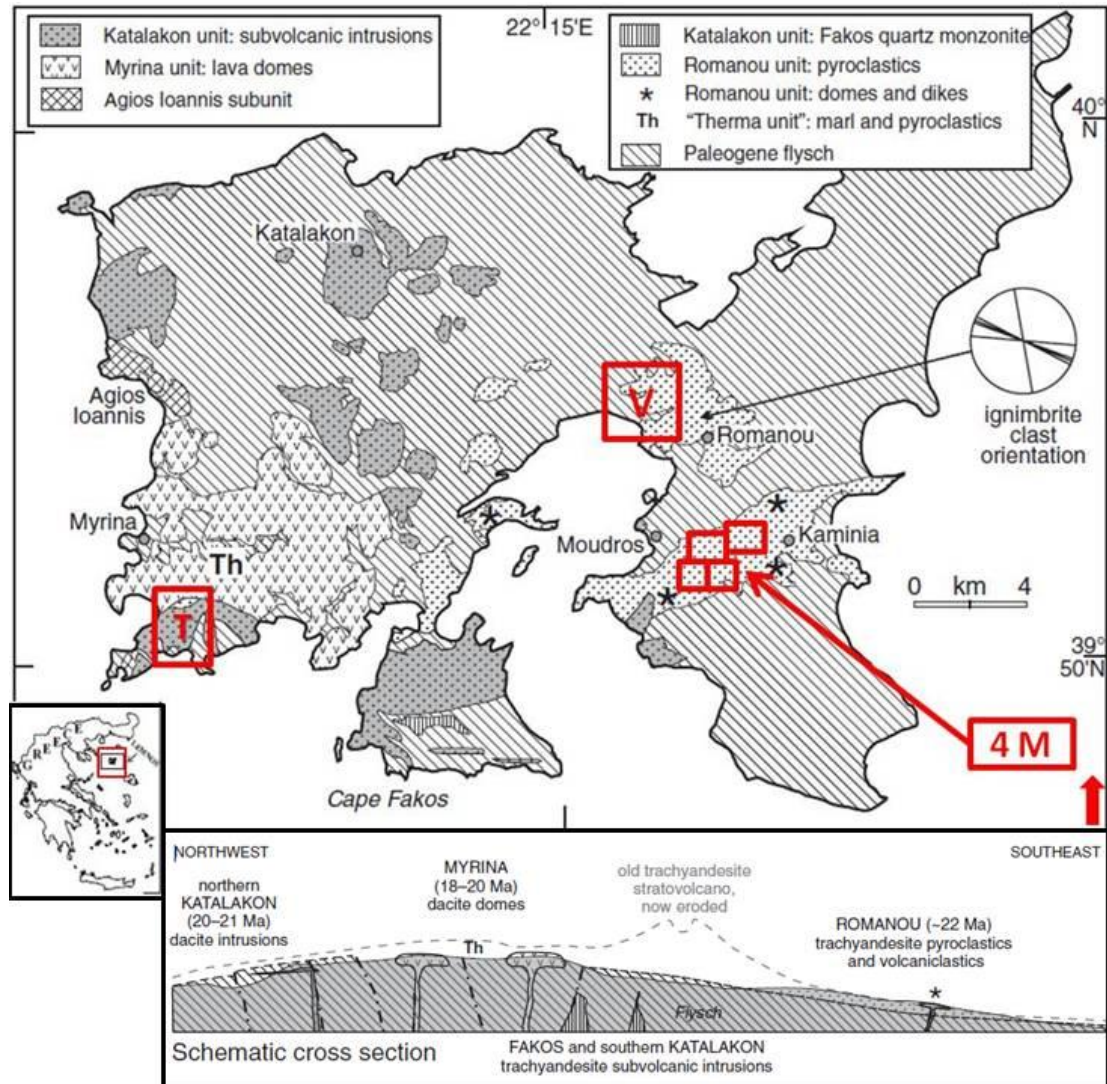 Katalakon unit: subvolcanic intrusions
Myrina unit: lava domes
Agios Ioannis subunit
22° 15'E
Katalakon unit: Fakos quartz monzonite
Romanou unit: pyroclastics
* Romanou unit: domes and dikes
Th "Therma unit": marl and pyroclastics
Paleogene flysch
40°
N
Katalakon
Agios
Ioannis
V
Romanou
ignimbrite
clast
orientation
Myrina
Th
Moudros
Kaminia
0 km 4
T
39°
50'N
4 M
Cape Fakos
GREECE
NORTHWEST
SOUTHEAST
northern
KATALAKON
(20–21 Ma)
dacite intrusions
MYRINA
(18–20 Ma)
dacite domes
old trachyandesite
stratovolcano,
now eroded
ROMANOU (~22 Ma)
trachyandesite pyroclastics
and volcaniclastics
Th
*
Flysch
Schematic cross section
FAKOS and southern KATALAKON
trachyandesite subvolcanic intrusions